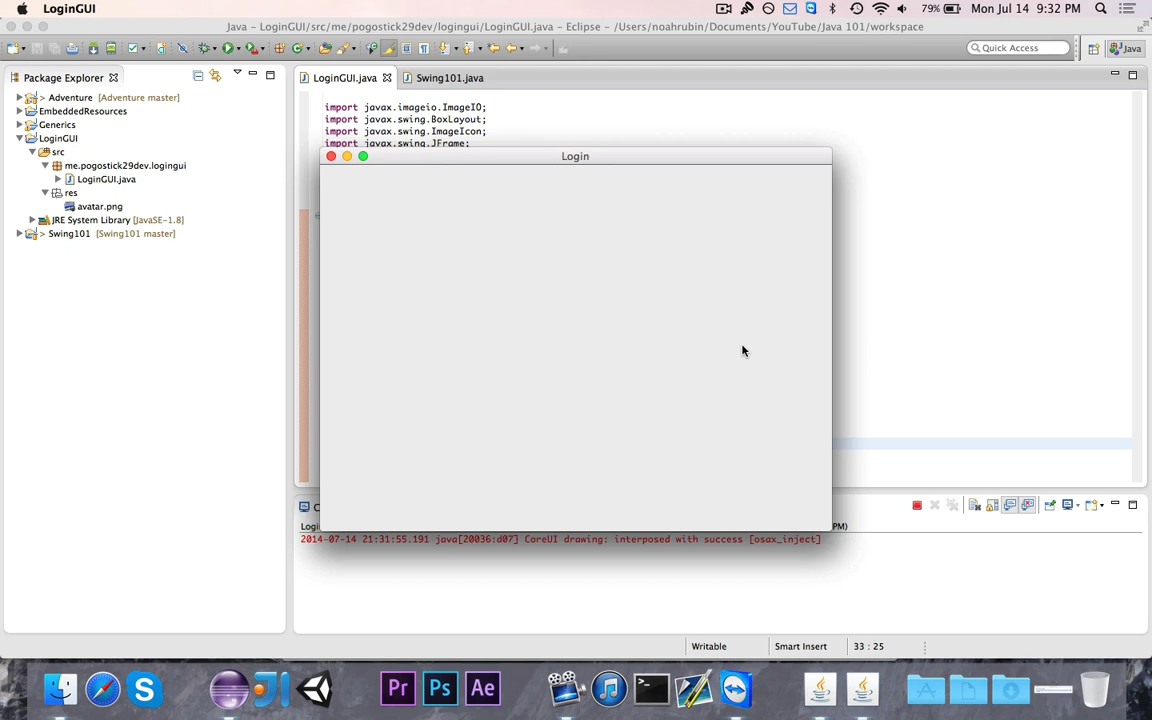 LoginGUI
79%
Mon Jul 14 9:32 PM
Java – LoginGUI/src/me/pogostick29dev/logingui/LoginGUI.java – Eclipse – /Users/noahrubin/Documents/YouTube/Java 101/workspace
Quick Access
Java
Package Explorer
LoginGUI.java
Swing101.java
> Adventure [Adventure master]
EmbeddedResources
Generics
LoginGUI
src
me.pogostick29dev.logingui
LoginGUI.java
res
avatar.png
JRE System Library [JavaSE-1.8]
> Swing101 [Swing101 master]
import javax.imageio.ImageIO;
import javax.swing.BoxLayout;
import javax.swing.ImageIcon;
import javax.swing.JFrame;
Login
PM)
2014-07-14 21:31:55.191 java[20036:d07] CoreUI drawing: interposed with success [osax_inject]
Writable
Smart Insert
33 : 25
S
Pr
Ps
Ae